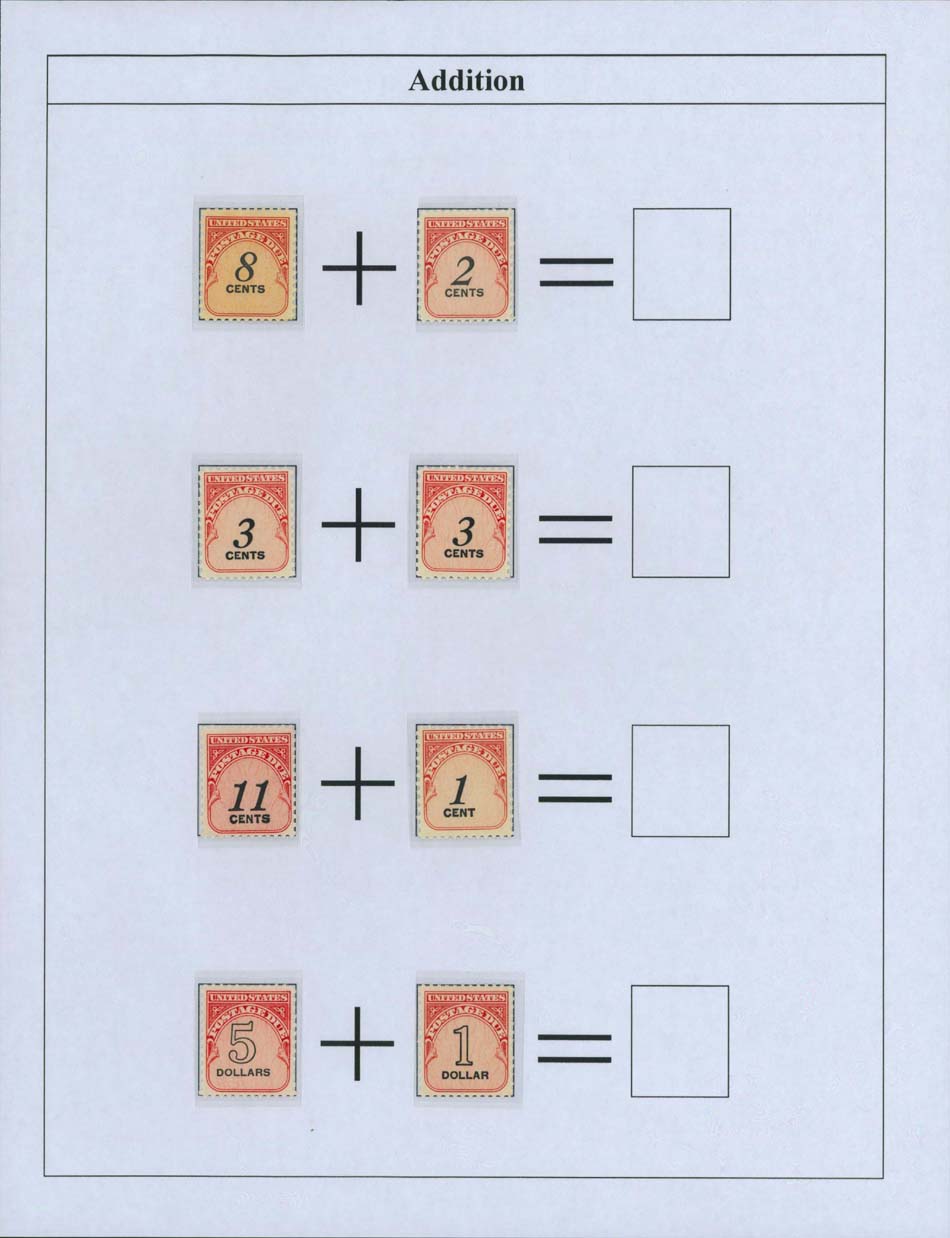 Addition
UNITED STATES
POSTAGE DUE
8
CENTS
+
UNITED STATES
POSTAGE DUE
2
CENTS
=
UNITED STATES
POSTAGE DUE
3
CENTS
+
UNITED STATES
POSTAGE DUE
3
CENTS
=
UNITED STATES
POSTAGE DUE
11
CENTS
+
UNITED STATES
POSTAGE DUE
1
CENT
=
UNITED STATES
POSTAGE DUE
5
DOLLARS
+
UNITED STATES
POSTAGE DUE
1
DOLLAR
=